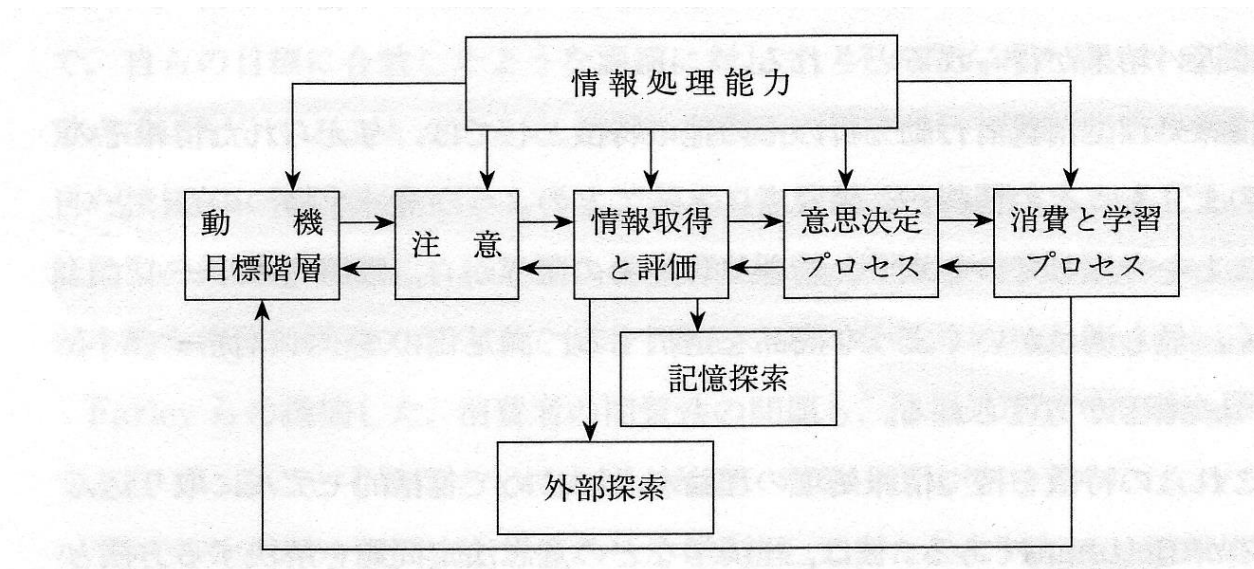 情報処理能力
動 機
目標階層
注 意
情報取得
と評価
意思決定
プロセス
消費と学習
プロセス
記憶探索
外部探索